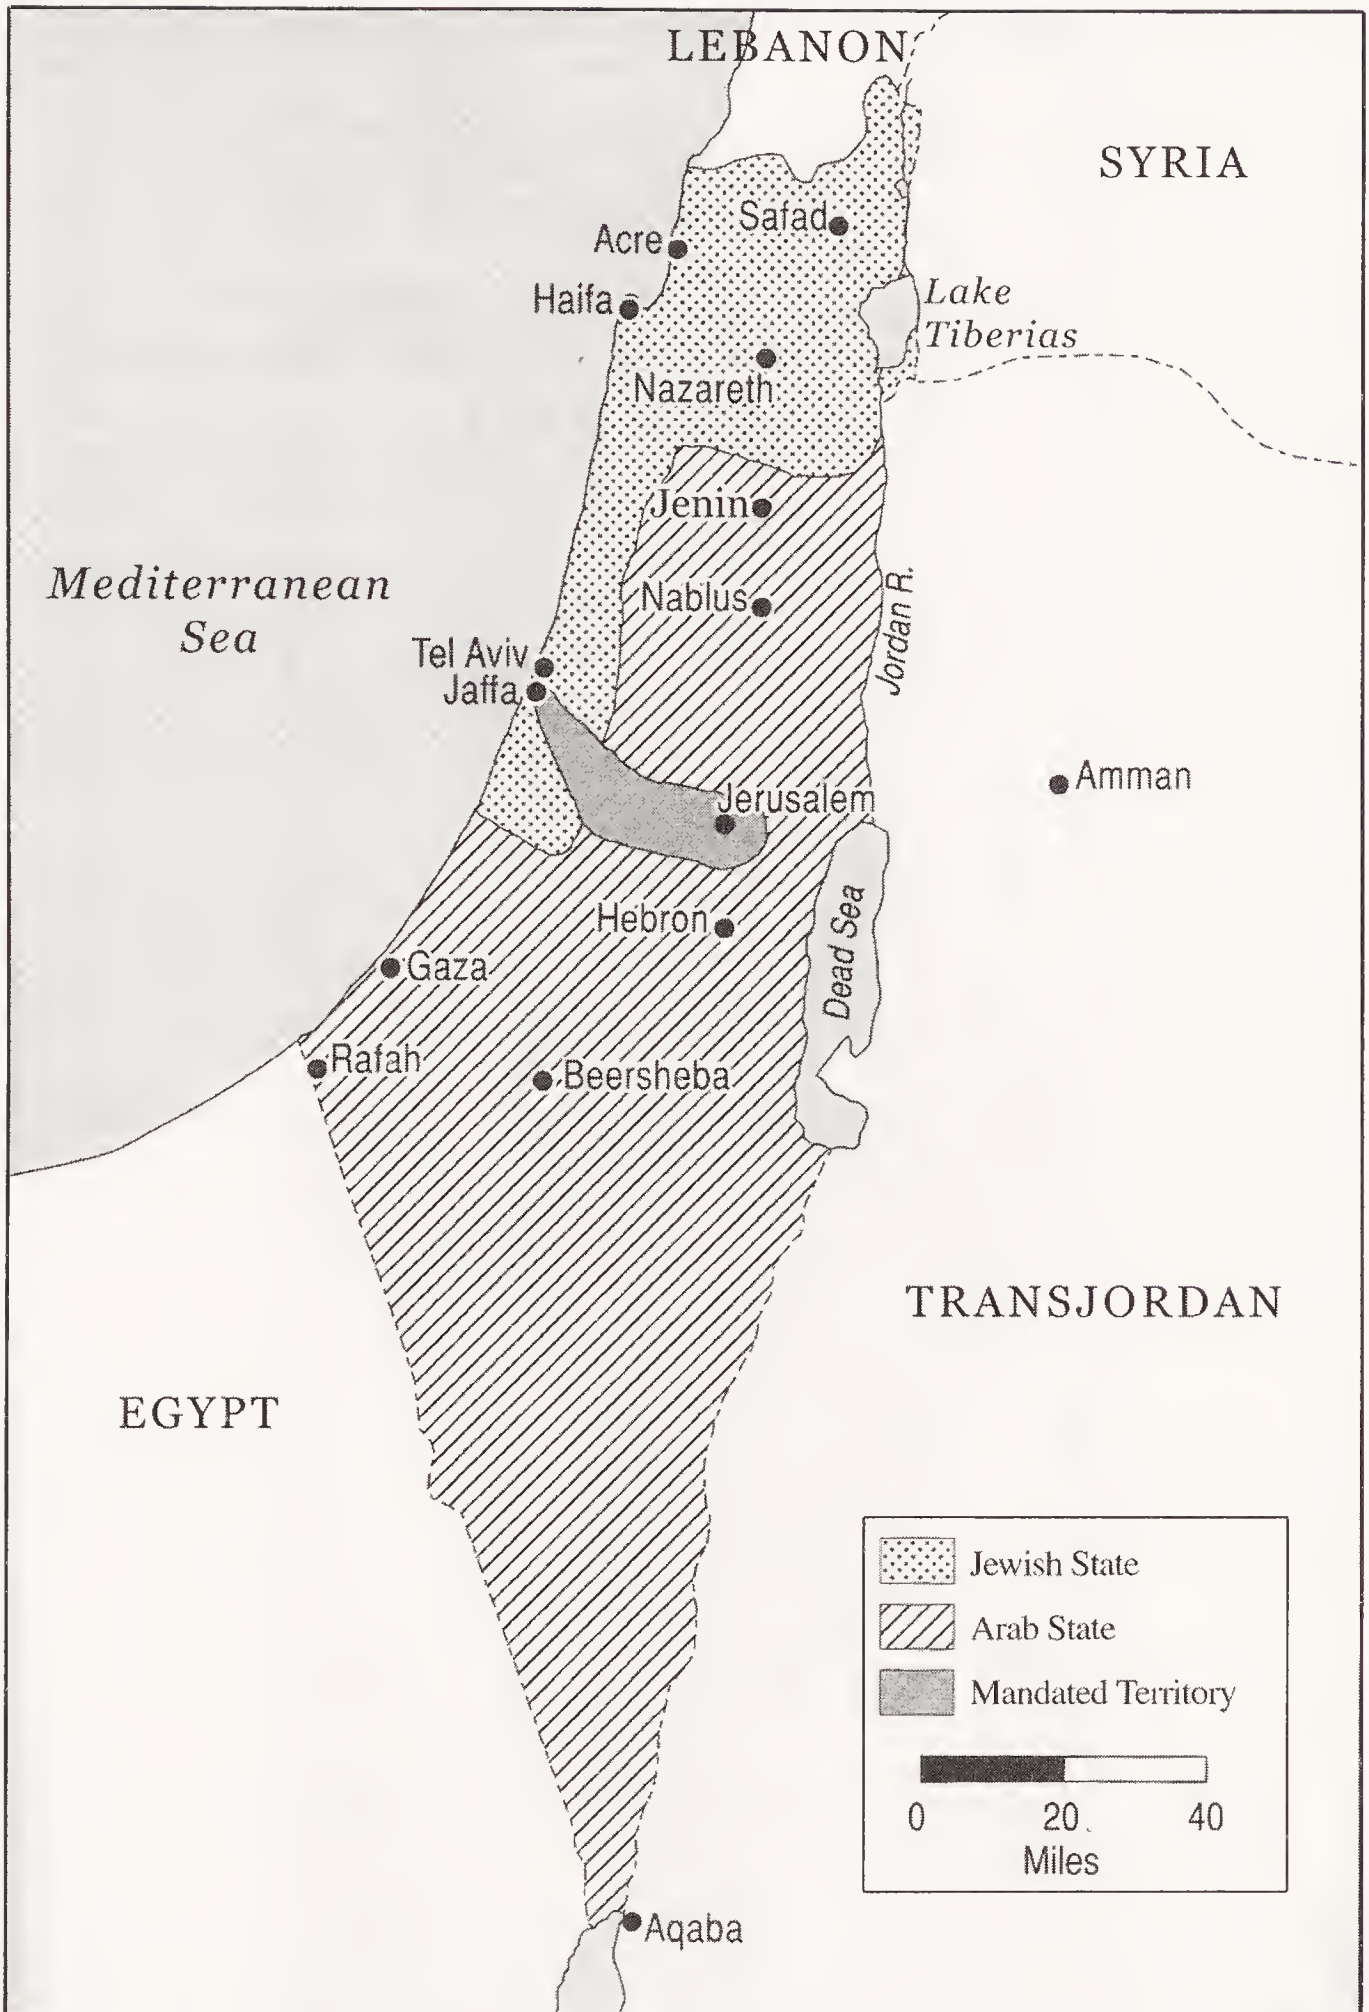 LEBANON
SYRIA
Safad
Acre
Haifa
Lake
Tiberias
Nazareth
Jenin
Mediterranean
Sea
Nablus
Jordan R.
Tel Aviv
Jaffa
Amman
Jerusalem
Hebron
Dead Sea
Gaza
Rafah
Beersheba
TRANSJORDAN
EGYPT
Jewish State
Arab State
Mandated Territory
0 20 40
Miles
Aqaba